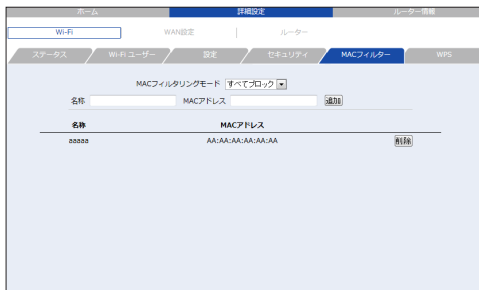 ホーム 詳細設定 ルーター情報
Wi-Fi WAN設定 ルーター
ステータス Wi-Fi ユーザー 設定 セキュリティ MACフィルター WPS
MACフィルタリングモード すべてブロック
名称 MACアドレス 追加
名称 MACアドレス
aaaaa AA:AA:AA:AA:AA:AA 削除